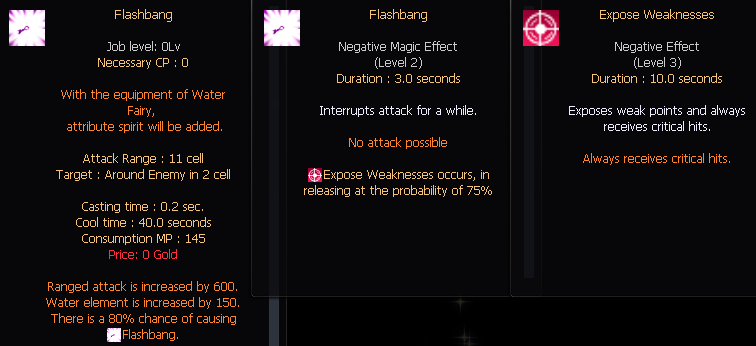 Flashbang
Job level: 0Lv
Necessary CP : 0
With the equipment of Water
Fairy,
attribute spirit will be added.
Attack Range : 11 cell
Target : Around Enemy in 2 cell
Casting time : 0.2 sec.
Cool time : 40.0 seconds
Consumption MP : 145
Price: 0 Gold
Ranged attack is increased by 600.
Water element is increased by 150.
There is a 80% chance of causing
Flashbang.
Flashbang
Negative Magic Effect
(Level 2)
Duration : 3.0 seconds
Interrupts attack for a while.
No attack possible
Expose Weaknesses occurs, in
releasing at the probability of 75%
Expose Weaknesses
Negative Effect
(Level 3)
Duration : 10.0 seconds
Exposes weak points and always
receives critical hits.
Always receives critical hits.